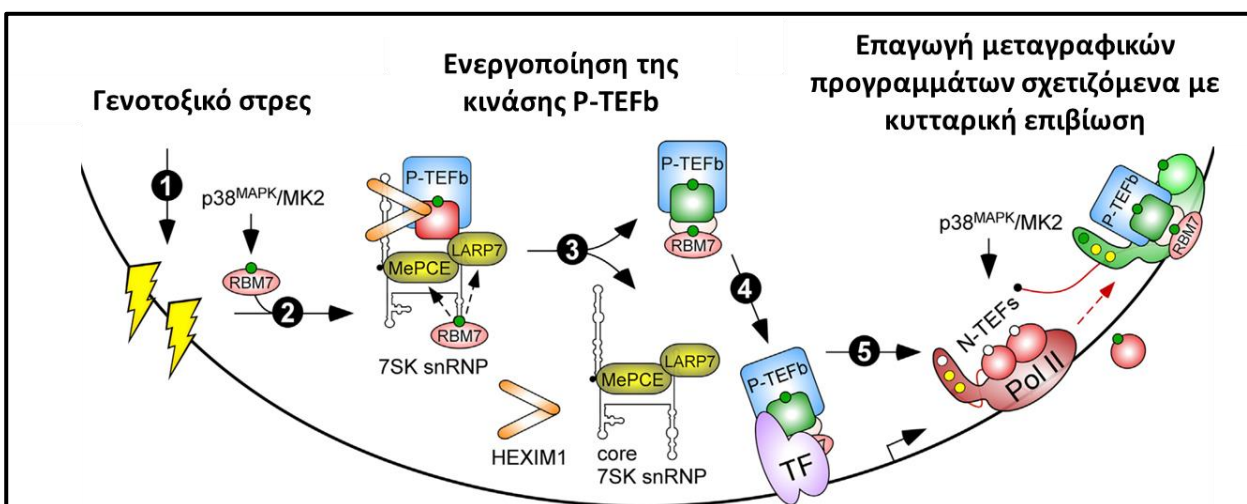 Γενοτοξικό στρες
Ενεργοποίηση της
κινάσης P-TEFb
Επαγωγή μεταγραφικών
προγραμμάτων σχετιζόμενα με
κυτταρική επιβίωση
1
p38MAPK/MK2
RBM7
2
P-TEFb
LARP7
MePCE
RBM7
7SK snRNP
3
P-TEFb
RBM7
4
HEXIM1
MePCE
LARP7
core
7SK snRNP
P-TEFb
TF
5
p38MAPK/MK2
N-TEFs
Pol II
P-TEFb
RBM7